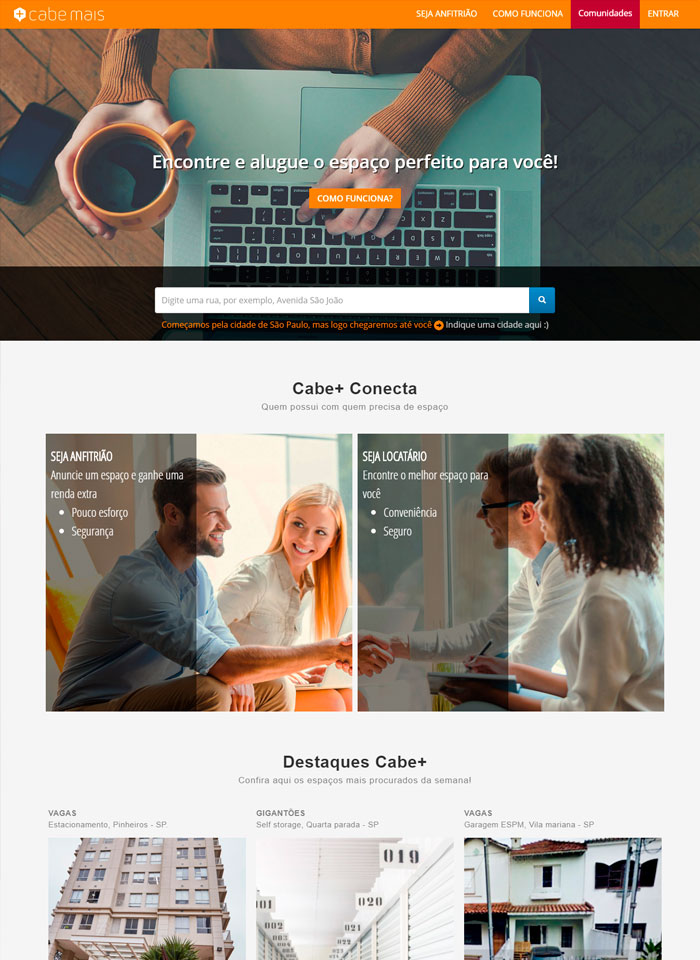 cabe mais
SEJA ANFITRIÃO COMO FUNCIONA Comunidades ENTRAR
Encontre e alugue o espaço perfeito para você!
COMO FUNCIONA?
Digite uma rua, por exemplo, Avenida São João
Começamos pela cidade de São Paulo, mas logo chegaremos até você Indique uma cidade aqui :)
Cabe+ Conecta
Quem possui com quem precisa de espaço
SEJA ANFITRIÃO
Anuncie um espaço e ganhe uma
renda extra
Pouco esforço
Segurança
SEJA LOCATÁRIO
Encontre o melhor espaço para
você
Conveniência
Seguro
Destaques Cabe+
Confira aqui os espaços mais procurados da semana!
VAGAS
Estacionamento, Pinheiros - SP.
GIGANTÕES
Self storage, Quarta parada - SP
VAGAS
Garagem ESPM, Vila mariana - SP
019
020
021
022